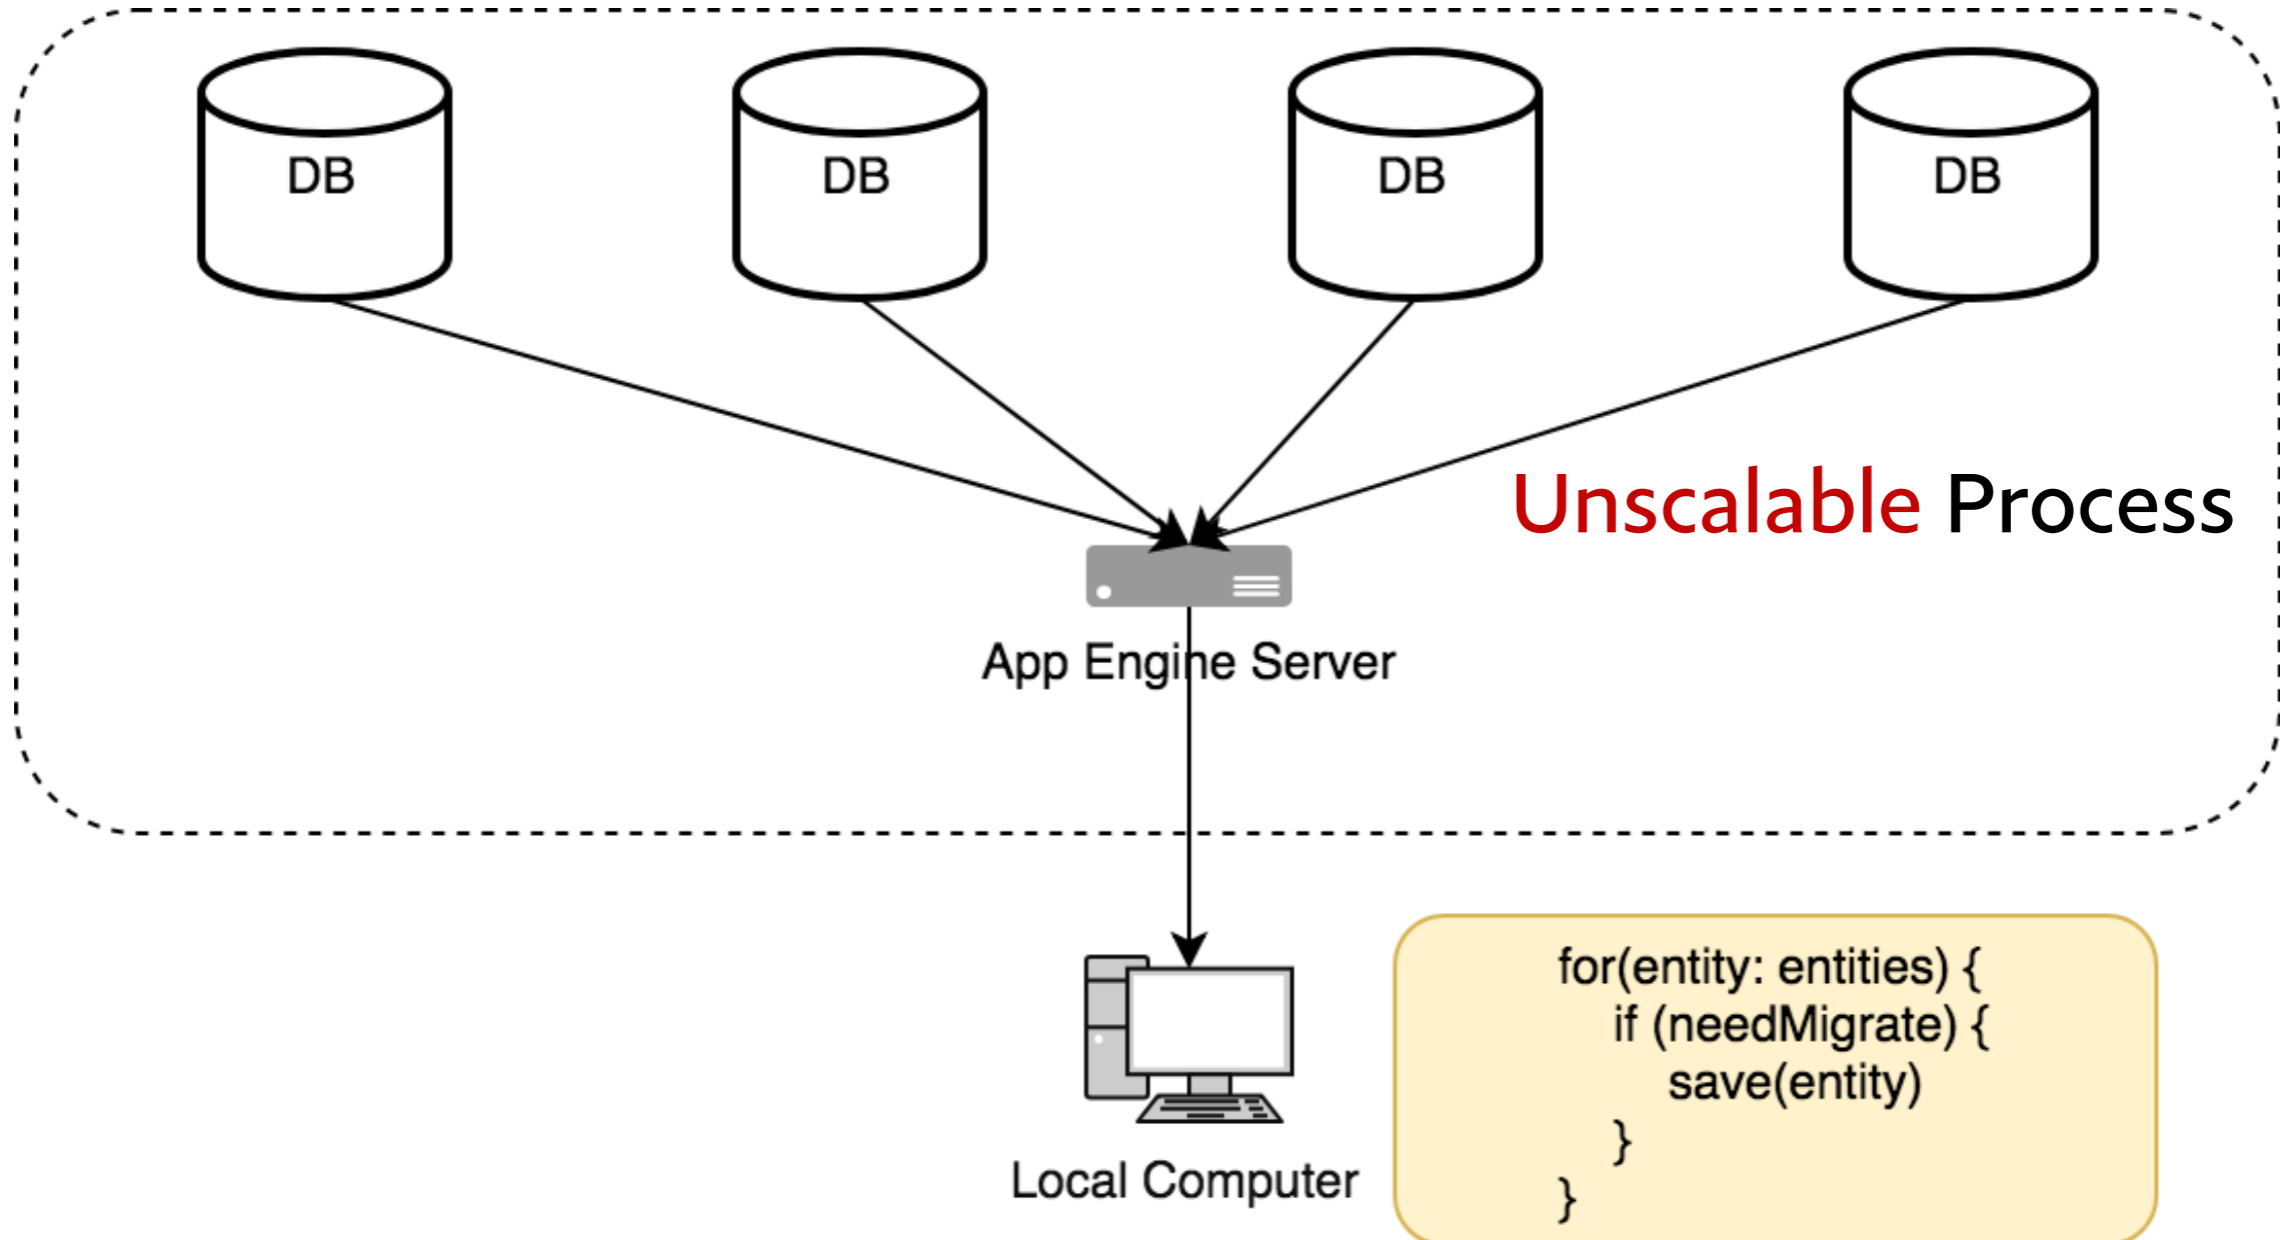 DB
DB
DB
DB
Unscalable Process
App Engine Server
Local Computer
for(entity: entities) {
if (needMigrate) {
save(entity)
}
}